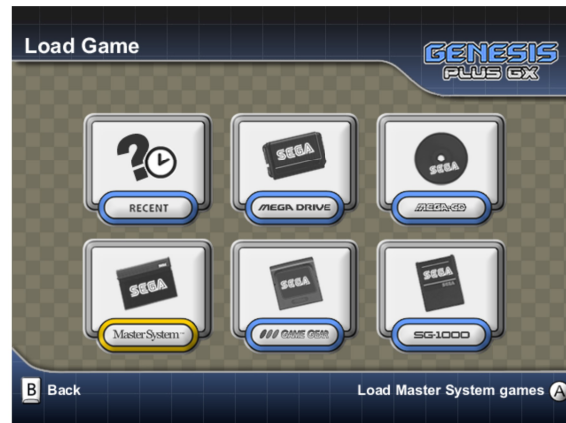 Load Game
GENESIS
PLUS GX
SEGA
SEGA
RECENT
MEGA DRIVE
MEGA-CD
SEGA
SEGA
SEGA
SEGA
Master System
GAME GEAR
SG-1000
B Back
Load Master System games A